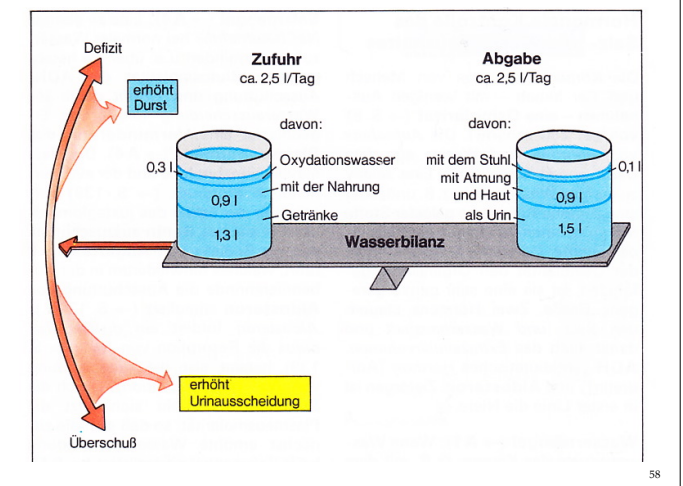 Defizit
erhöht
Durst
Zufuhr
ca. 2,5 l/Tag
davon:
0,3 l
Oxydationswasser
mit der Nahrung
0,9 l
Getränke
1,3 l
Abgabe
ca. 2,5 l/Tag
davon:
mit dem Stuhl
0,1 l
mit Atmung
und Haut
0,9 l
als Urin
1,5 l
Wasserbilanz
erhöht
Urinausscheidung
Überschuß
58